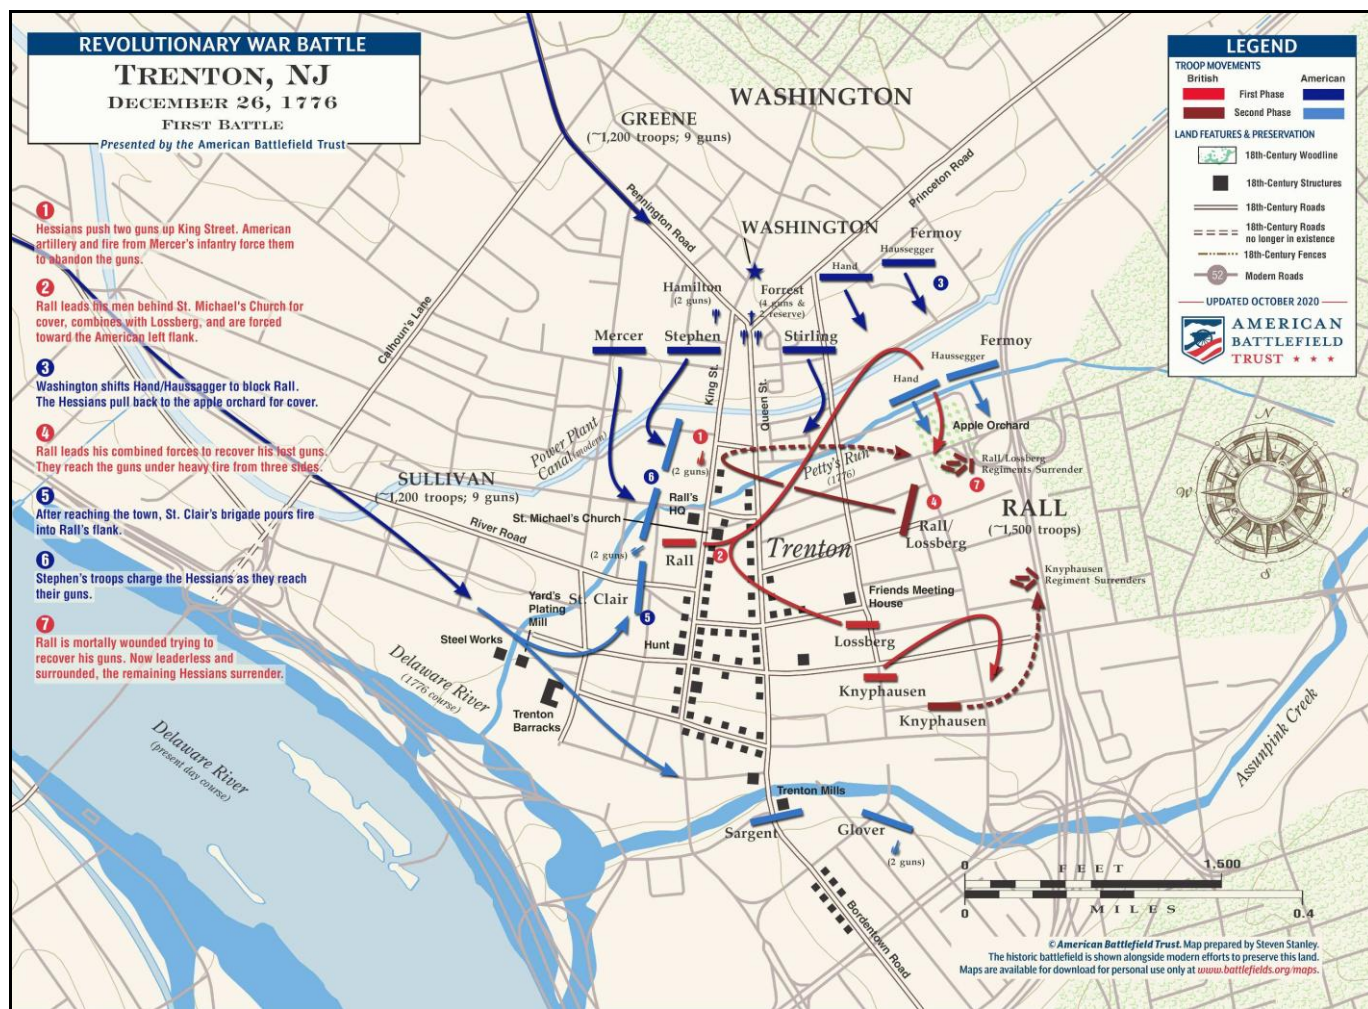 REVOLUTIONARY WAR BATTLE
TRENTON, NJ
DECEMBER 26, 1776
FIRST BATTLE
Presented by the American Battlefield Trust
1
Hessians push two guns up King Street. American
artillery and fire from Mercer's infantry force them
to abandon the guns.
2
Rall leads his men behind St. Michael's Church for
cover, combines with Lossberg, and are forced
toward the American left flank.
3
Washington shifts Hand/Haussagger to block Rall.
The Hessians pull back to the apple orchard for cover.
4
Rall leads his combined forces to recover his lost guns.
They reach the guns under heavy fire from three sides.
5
After reaching the town, St. Clair's brigade pours fire
into Rall's flank.
6
Stephen's troops charge the Hessians as they reach
their guns.
7
Rall is mortally wounded trying to
recover his guns. Now leaderless and
surrounded, the remaining Hessians surrender.
LEGEND
TROOP MOVEMENTS
British
American
First Phase
Second Phase
LAND FEATURES & PRESERVATION
18th-Century Woodline
18th-Century Structures
18th-Century Roads
18th-Century Roads
no longer in existence
18th-Century Fences
52
Modern Roads
UPDATED OCTOBER 2020
AMERICAN
BATTLEFIELD
TRUST
WASHINGTON
GREENE
(~1,200 troops; 9 guns)
Pennington Road
Princeton Road
Calhoun's Lane
WASHINGTON
Fermoy
Haussegger
Hand
3
Hamilton
(2 guns)
Forrest
(4 guns &
2 reserve)
Mercer
Stephen
Stirling
Fermoy
Haussegger
Hand
King St.
Queen St.
Power Plant
Canal (modern)
1
(2 guns)
Petty's Run
(1776)
Apple Orchard
Rall/Lossberg
Regiments Surrender
7
SULLIVAN
(~1,200 troops; 9 guns)
6
Rall's
HQ
St. Michael's Church
River Road
(2 guns)
Rall
2
Trenton
4
Rall/
Lossberg
RALL
(~1,500 troops)
N
E
S
W
Knyphausen
Regiment Surrenders
Yard's
Plating
Mill
St. Clair
5
Friends Meeting
House
Steel Works
Hunt
Lossberg
Delaware River
(1776 course)
Trenton
Barracks
Knyphausen
Knyphausen
Delaware River
(present day course)
Assunpink Creek
Trenton Mills
Sargent
Glover
(2 guns)
Bordentown Road
0
FEET
1,500
0
MILES
0.4
© American Battlefield Trust. Map prepared by Steven Stanley.
The historic battlefield is shown alongside modern efforts to preserve this land.
Maps are available for download for personal use only at www.battlefields.org/maps.